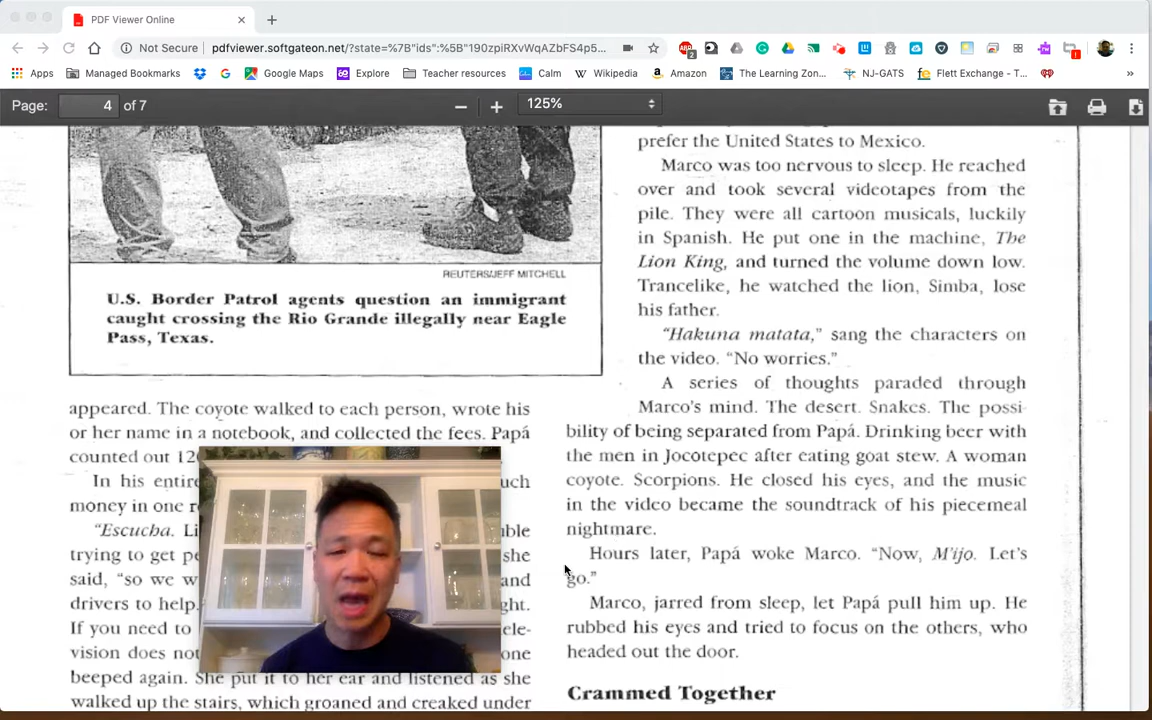 PDF Viewer Online
Not Secure
pdfviewer.softgateon.net/?state=%7B"ids":%5B"190zpiRXvWqAZbFS4p5...
2
Apps
Managed Bookmarks
Google Maps
Explore
Teacher resources
Calm
Wikipedia
Amazon
The Learning Zon...
NJ-GATS
Flett Exchange - T...
Page: 4 of 7
125%
REUTERS/JEFF MITCHELL
U.S. Border Patrol agents question an immigrant
caught crossing the Rio Grande illegally near Eagle
Pass, Texas.
appeared. The coyote walked to each person, wrote his
or her name in a notebook, and collected the fees. Papá
counted out
In his
money in one
"Escucha.
trying to get
she
said, "so we
and
drivers to help.
If you need to
vision does
one
beeped again. She put it to her ear and listened as she
walked up the stairs, which groaned and creaked under
prefer the United States to Mexico.
Marco was too nervous to sleep. He reached
over and took several videotapes from the
pile. They were all cartoon musicals, luckily
in Spanish. He put one in the machine, The
Lion King, and turned the volume down low.
Trancelike, he watched the lion, Simba, lose
his father.
"Hakuna matata," sang the characters on
the video. "No worries."
A series of thoughts paraded through
Marco's mind. The desert. Snakes. The possi-
bility of being separated from Papá. Drinking beer with
the men in Jocotepec after eating goat stew. A woman
coyote. Scorpions. He closed his eyes, and the music
in the video became the soundtrack of his piecemeal
nightmare.
Hours later, Papá woke Marco. "Now, M'ijo. Let's
go."
Marco, jarred from sleep, let Papá pull him up. He
rubbed his eyes and tried to focus on the others, who
headed out the door.
Crammed Together